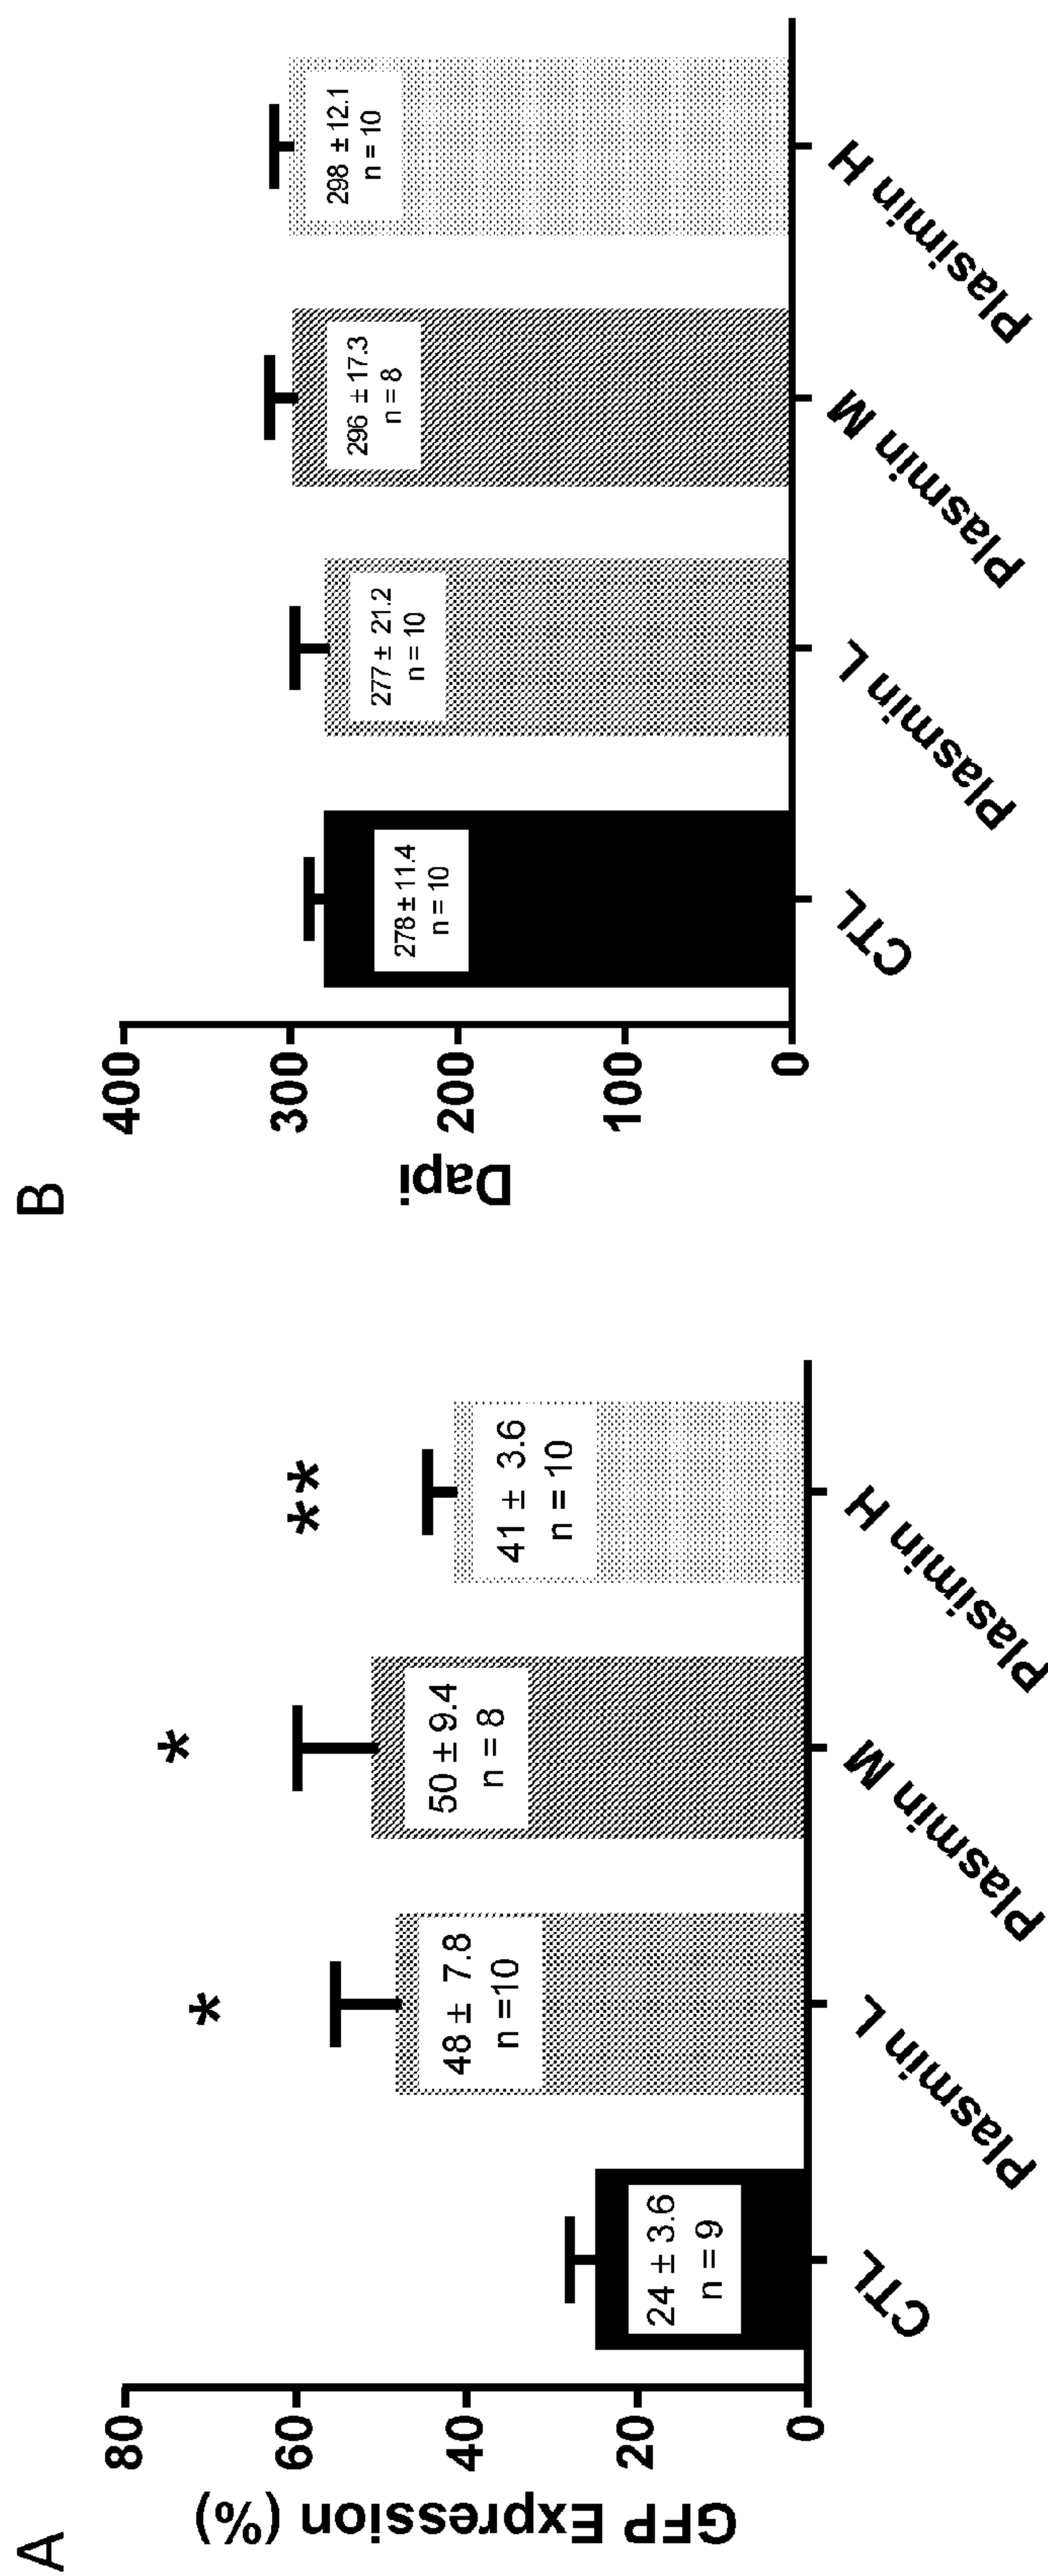 A
GFP Expression (%)
80
60
40
20
0
24 ± 3.6
n = 9
48 ± 7.8
n =10
50 ± 9.4
n = 8
41 ± 3.6
n = 10
*
*
**
CTL
Plasmin L
Plasmin M
Plasimin H
B
Dapi
400
300
200
100
0
278 ± 11.4
n = 10
277 ± 21.2
n = 10
296 ± 17.3
n = 8
298 ± 12.1
n = 10
CTL
Plasmin L
Plasmin M
Plasimin H